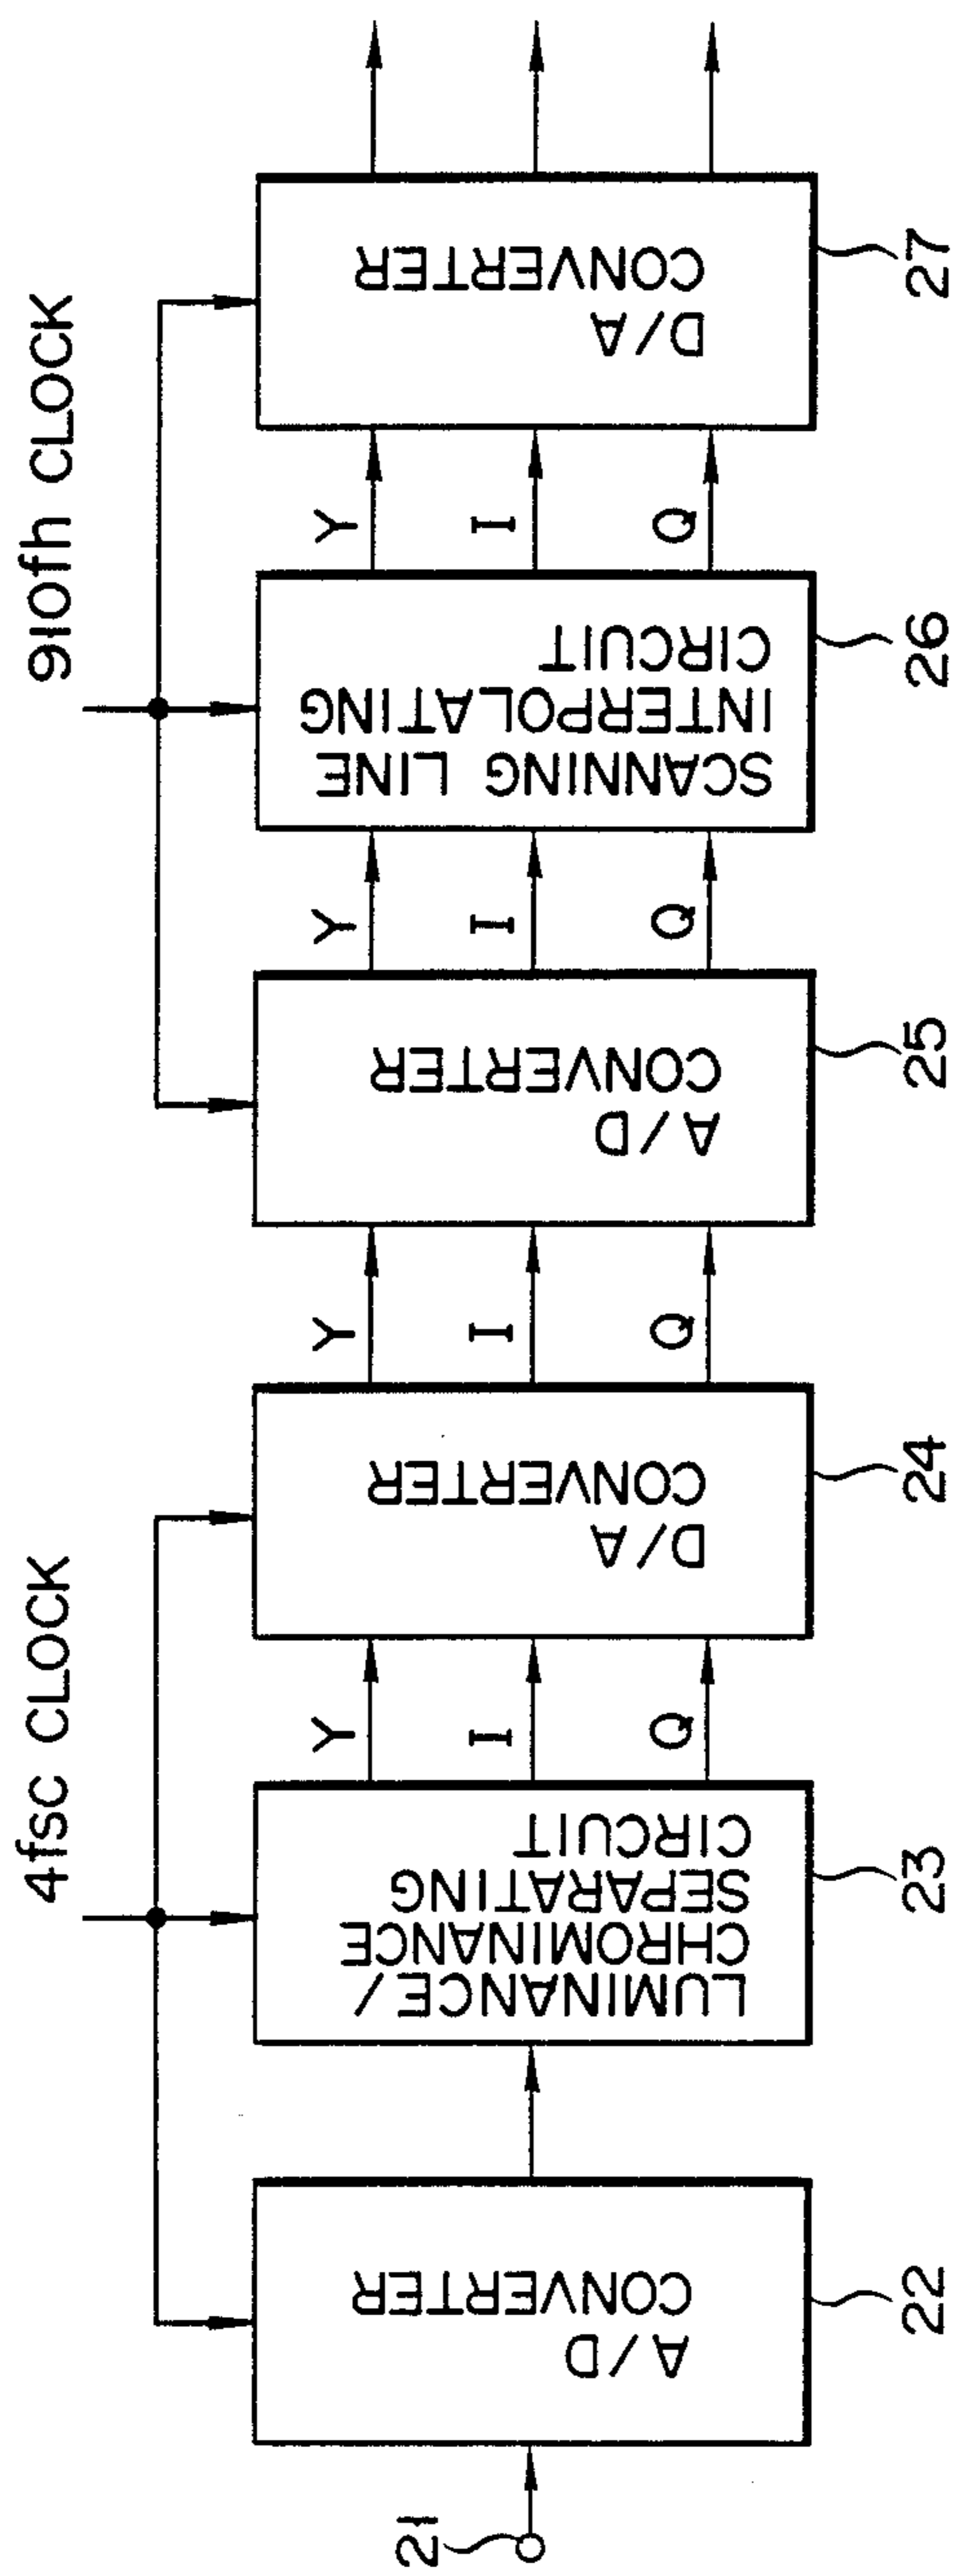 4fsc CLOCK
910fh CLOCK
21
A/D
CONVERTER
22
LUMINANCE/
CHROMINANCE
SEPARATING
CIRCUIT
23
Y
I
Q
D/A
CONVERTER
24
Y
I
Q
A/D
CONVERTER
25
Y
I
Q
SCANNING LINE
INTERPOLATING
CIRCUIT
26
Y
I
Q
D/A
CONVERTER
27